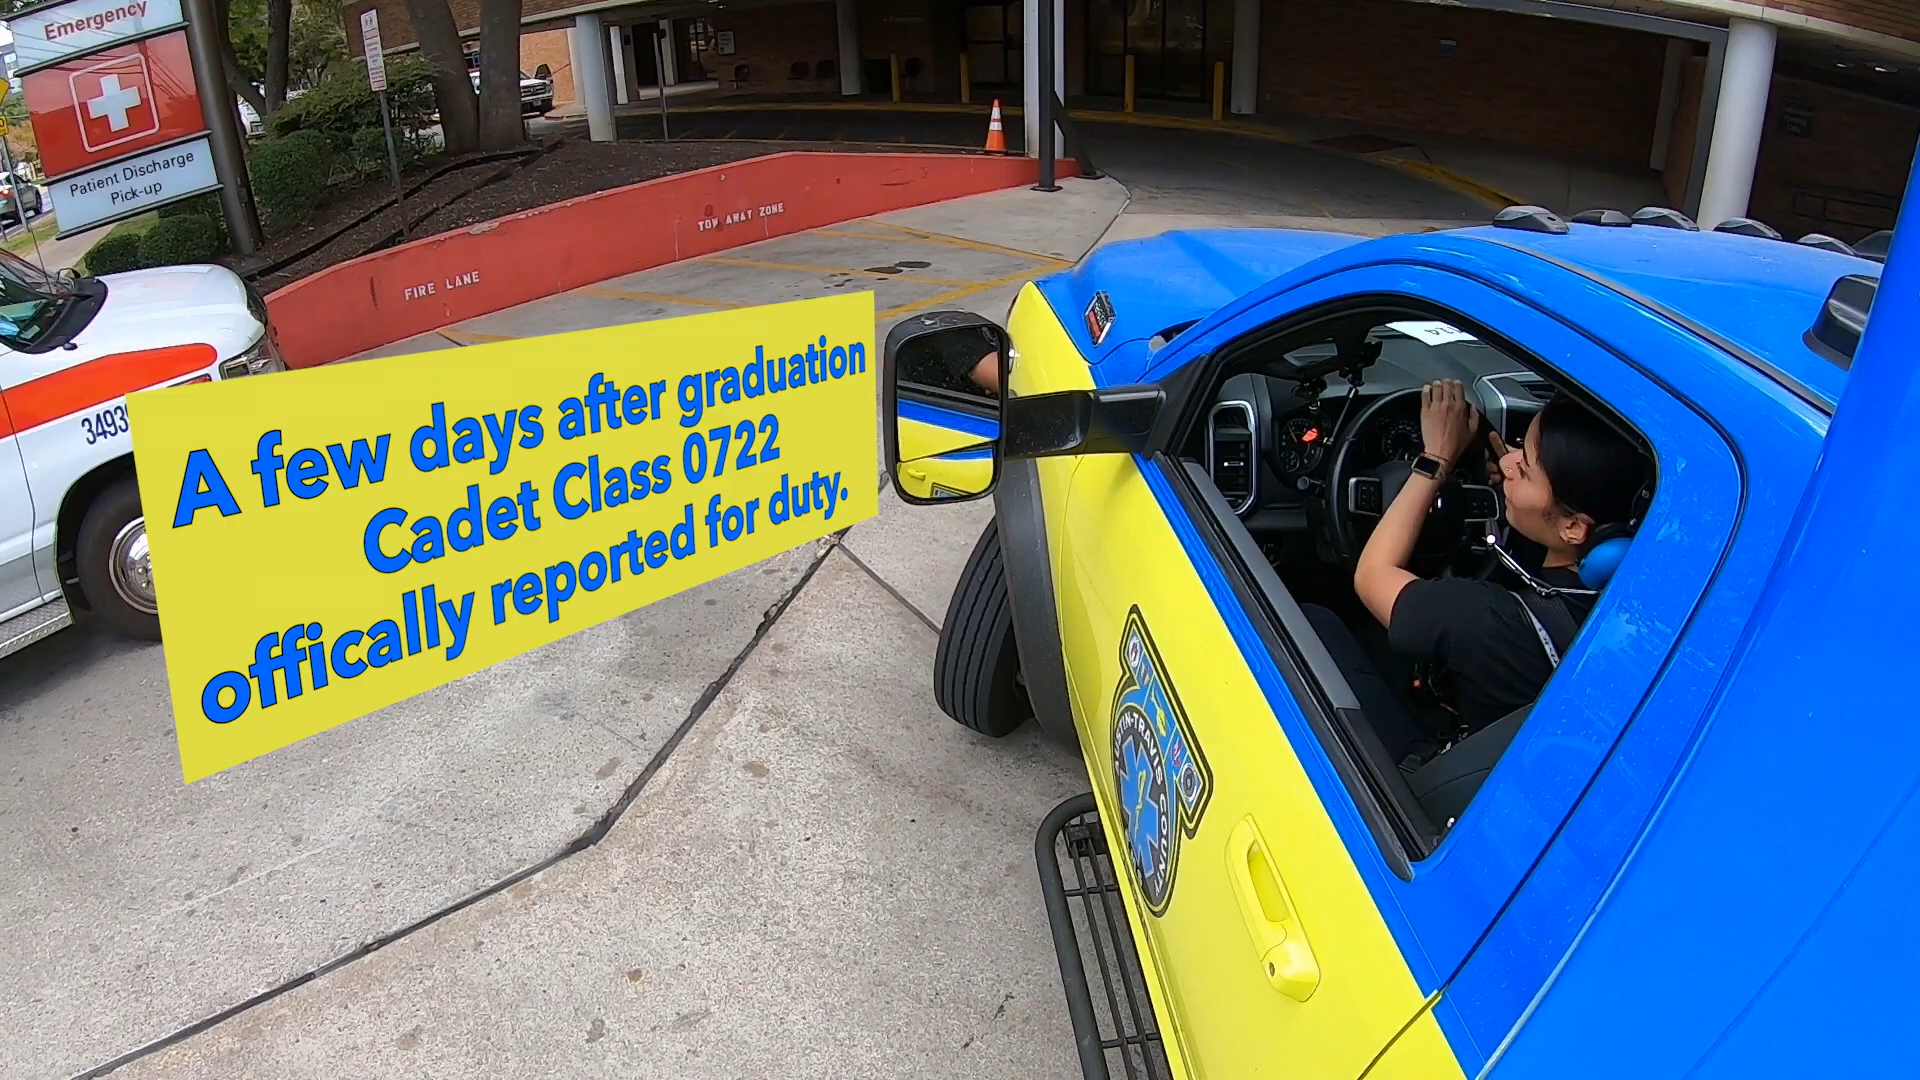 Emergency
Patient Discharge
Pick-up
FIRE LANE
TOW AWAY ZONE
3493
A few days after graduation
Cadet Class 0722
offically reported for duty.
AUSTIN-TRAVIS COUNTY